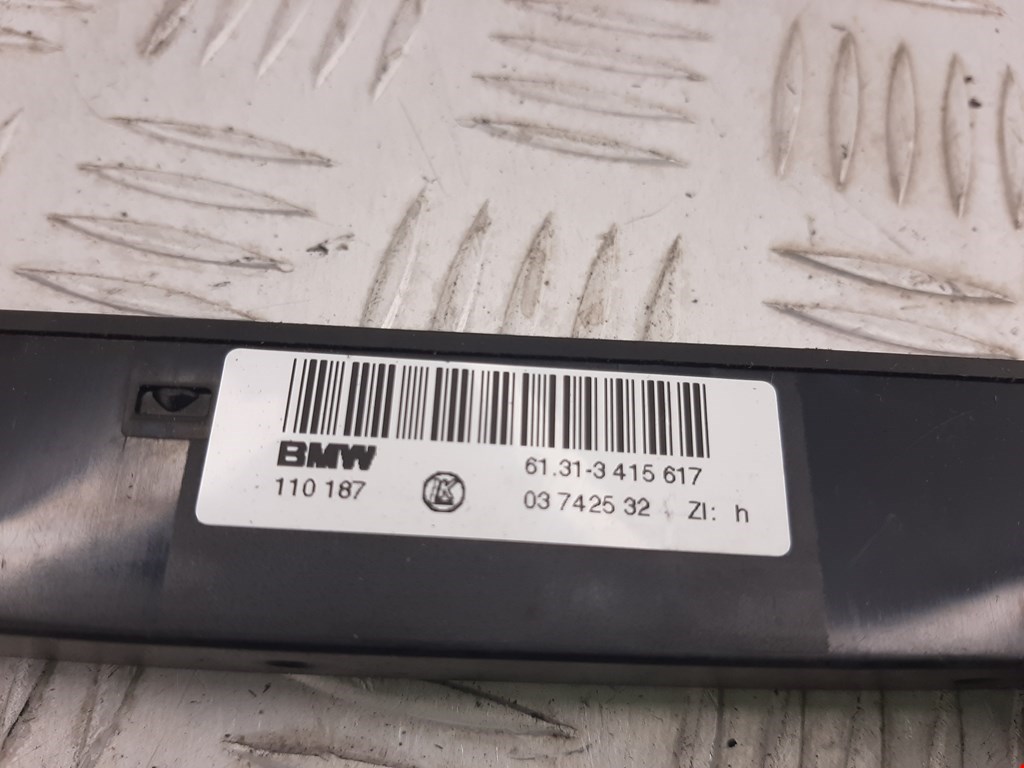 BMW 61.31-3 415 617
110 187 K 03 7425 32 ZI: h